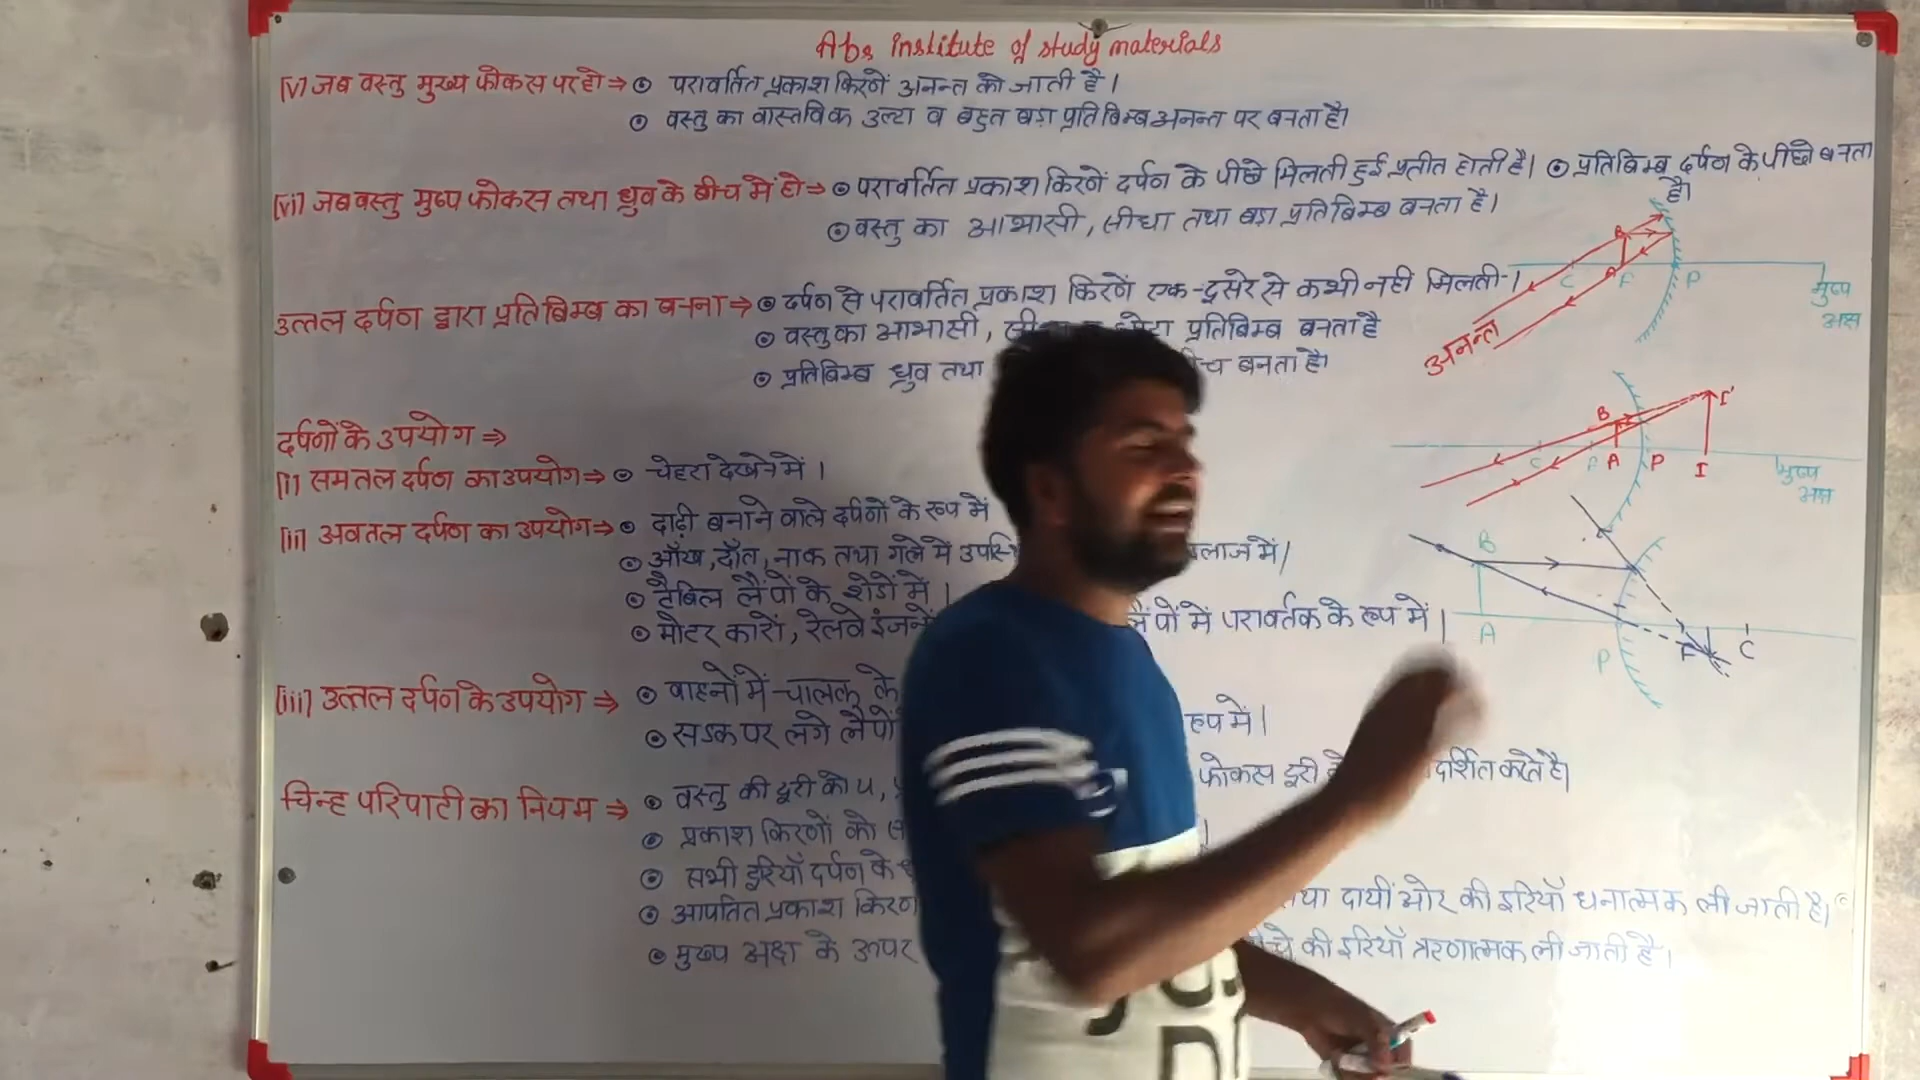 Abs institute of study materials
(v) जब वस्तु मुख्य फोकस पर हो ⇒ ⊙ परावर्तित प्रकाश किरणें अनन्त को जाती है।
⊙ वस्तु का वास्तविक उल्टा व बहुत बड़ा प्रतिबिम्ब अनन्त पर बनता है।
(vi) जब वस्तु मुख्य फोकस तथा ध्रुव के बीच में हो ⇒ ⊙ परावर्तित प्रकाश किरणें दर्पण के पीछे मिलती हुई प्रतीत होती है। ⊙ प्रतिबिम्ब दर्पण के पीछे बनता है।
⊙ वस्तु का आभासी, सीधा तथा बड़ा प्रतिबिम्ब बनता है।
उत्तल दर्पण द्वारा प्रतिबिम्ब का बनना ⇒ ⊙ दर्पण से परावर्तित प्रकाश किरणें एक-दुसरे से कभी नही मिलती।
⊙ वस्तु का आभासी, प्रतिबिम्ब बनता है
⊙ प्रतिबिम्ब ध्रुव तथा बनता है।
B
C A F P
मुख्य अक्ष
अनन्त
B I'
C F A P I
मुख्य अक्ष
दर्पणों के उपयोग ⇒
(i) समतल दर्पण का उपयोग ⇒ ⊙ चेहरा देखने में।
(ii) अवतल दर्पण का उपयोग ⇒ ⊙ दाढ़ी बनाने वाले दर्पणों के रूप में
⊙ आँख, दाँत, नाक तथा गले में में।
⊙ टेबिल लैंपों के शेडों में।
⊙ मोटर कारों, रेलवे में परावर्तक के रूप में।
B
A P F C
(iii) उत्तल दर्पण के उपयोग ⇒ ⊙ वाहनों में चालक के
⊙ सड़क पर लगे रूप में।
चिन्ह परिपाटी का नियम ⇒ ⊙ वस्तु की दूरी को u, फोकस दूरी करते है।
⊙ प्रकाश किरणों को
⊙ सभी दूरियाँ दर्पण के
⊙ आपतित प्रकाश किरण दायीं ओर की दूरियाँ धनात्मक ली जाती है।
⊙ मुख्य अक्ष के ऊपर की दूरियाँ ऋणात्मक ली जाती है।